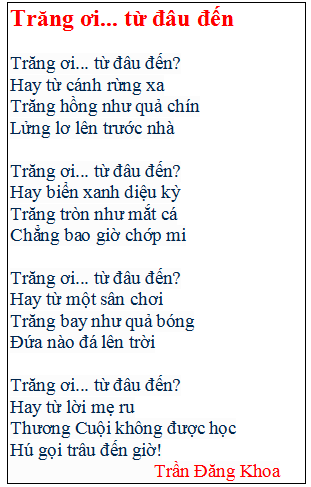 Trăng ơi... từ đâu đến
Trăng ơi... từ đâu đến?
Hay từ cánh rừng xa
Trăng hồng như quả chín
Lửng lơ lên trước nhà
Trăng ơi... từ đâu đến?
Hay biển xanh diệu kỳ
Trăng tròn như mắt cá
Chẳng bao giờ chớp mi
Trăng ơi... từ đâu đến?
Hay từ một sân chơi
Trăng bay như quả bóng
Đứa nào đá lên trời
Trăng ơi... từ đâu đến?
Hay từ lời mẹ ru
Thương Cuội không được học
Hú gọi trâu đến giờ!
Trần Đăng Khoa